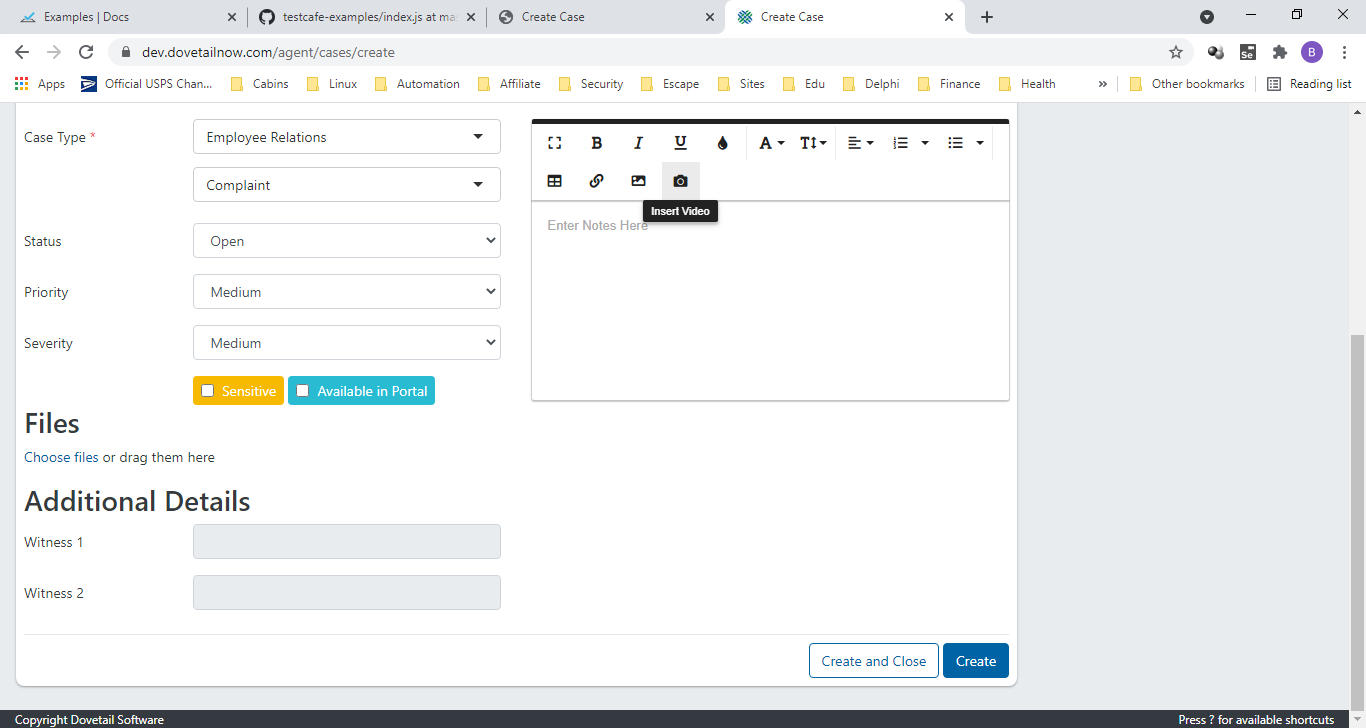 Examples | Docs
testcafe-examples/index.js at ma
Create Case
Create Case
dev.dovetailnow.com/agent/cases/create
Se
B
Apps
Official USPS Chan...
Cabins
Linux
Automation
Affiliate
Security
Escape
Sites
Edu
Delphi
Finance
Health
»
Other bookmarks
Reading list
Case Type *
Employee Relations
Complaint
Status
Open
Priority
Medium
Severity
Medium
Sensitive
Available in Portal
B
I
U
A
T
Insert Video
Enter Notes Here
Files
Choose files or drag them here
Additional Details
Witness 1
Witness 2
Create and Close
Create
Copyright Dovetail Software
Press ? for available shortcuts